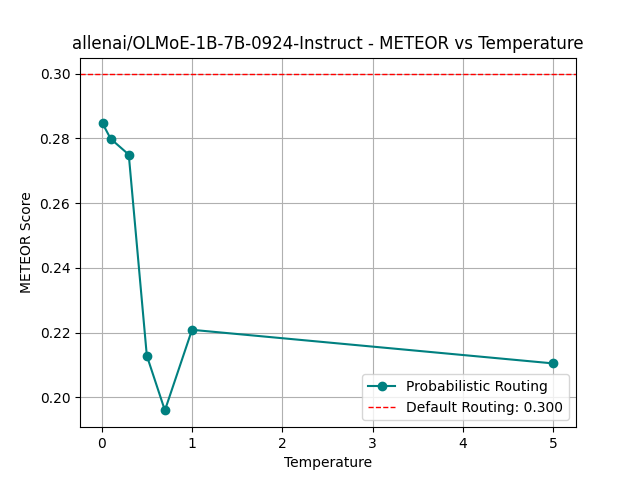 allenai/OLMoE-1B-7B-0924-Instruct - METEOR vs Temperature
METEOR Score
0.30
0.28
0.26
0.24
0.22
0.20
Probabilistic Routing
Default Routing: 0.300
0 1 2 3 4 5
Temperature